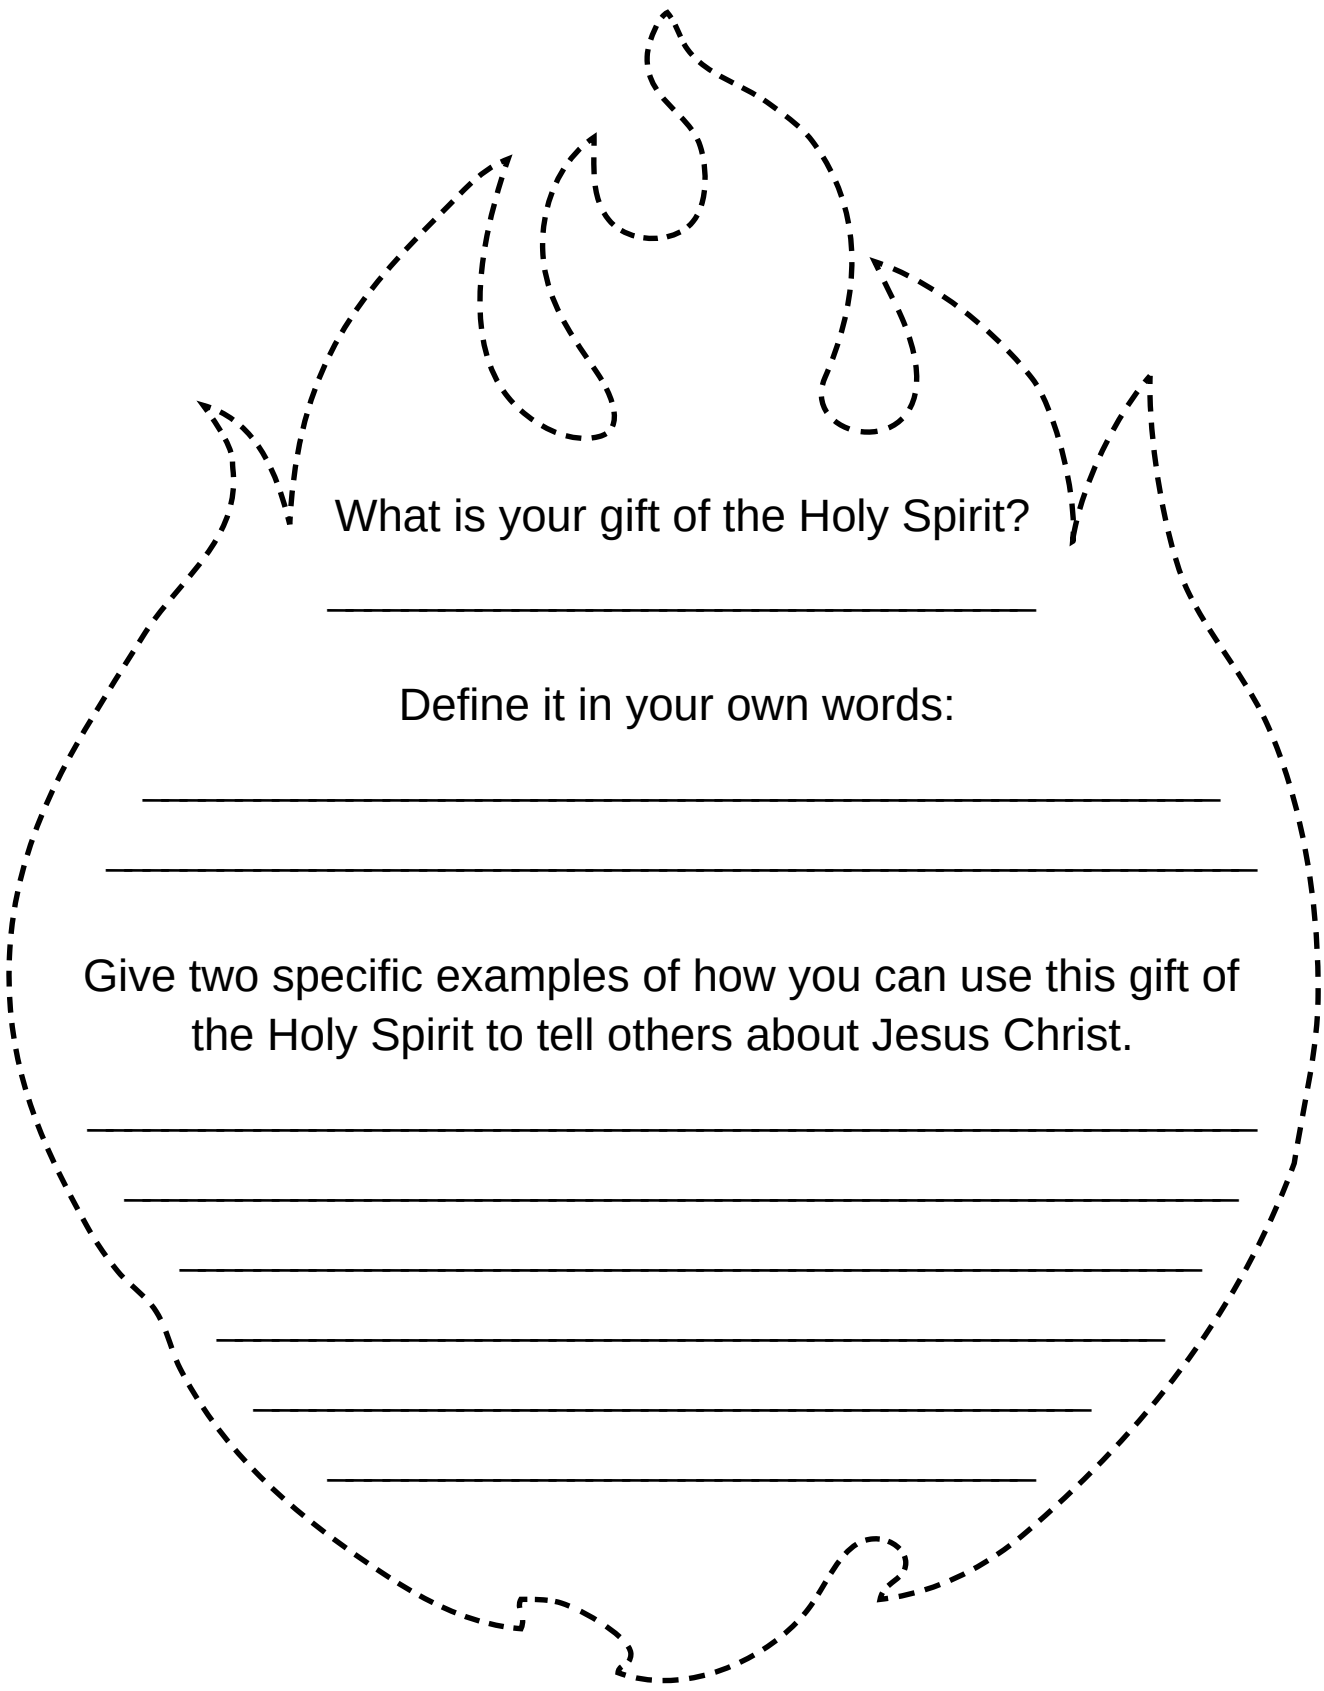 What is your gift of the Holy Spirit?
Define it in your own words:
Give two specific examples of how you can use this gift of
the Holy Spirit to tell others about Jesus Christ.